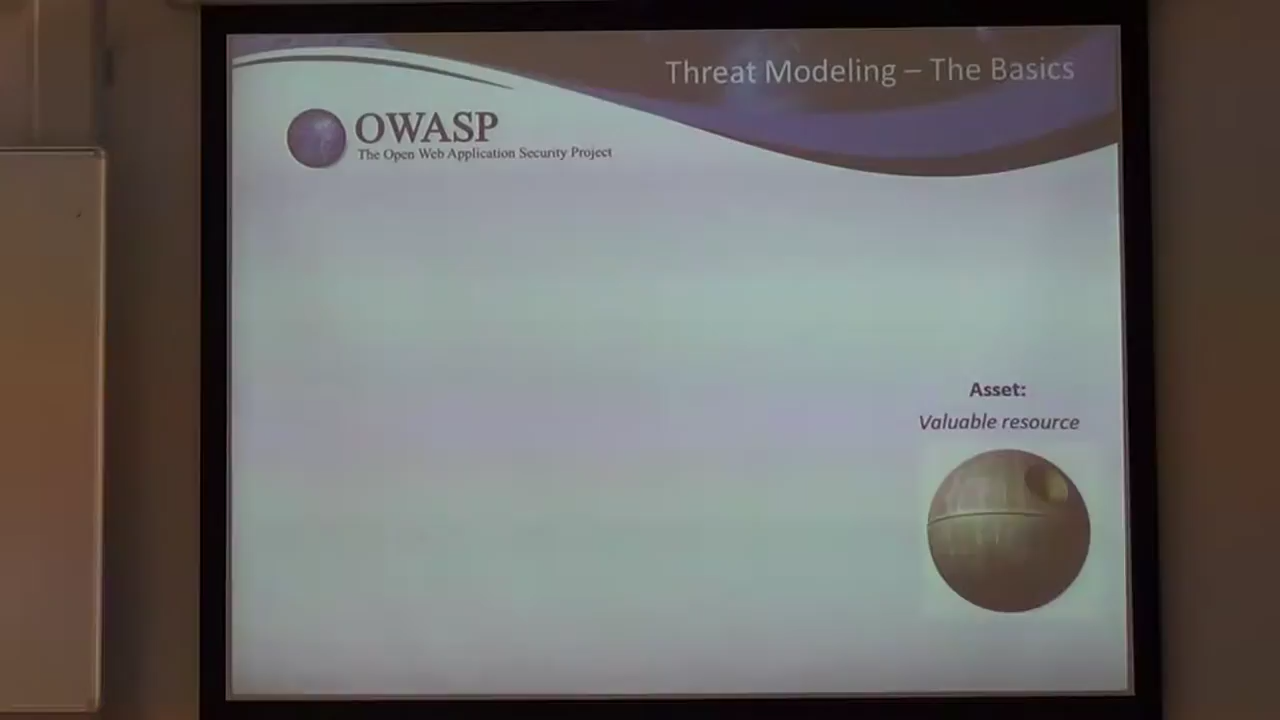 Threat Modeling – The Basics
OWASP
The Open Web Application Security Project
Asset:
Valuable resource